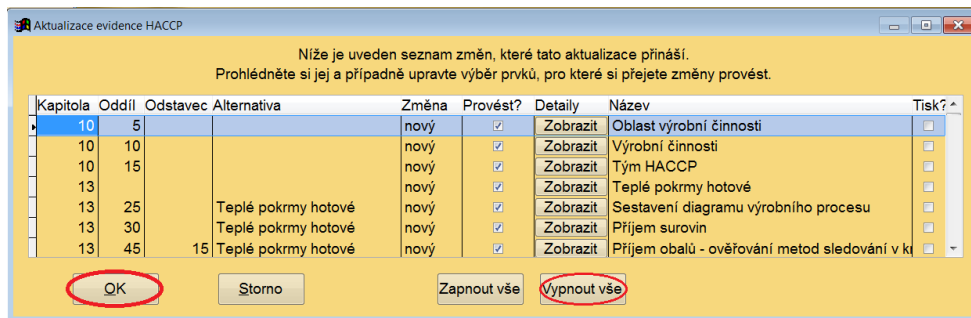 Aktualizace evidence HACCP
Níže je uveden seznam změn, které tato aktualizace přináší.
Prohlédněte si jej a případně upravte výběr prvků, pro které si přejete změny provést.
Kapitola Oddíl Odstavec Alternativa Změna Provést? Detaily Název Tisk?
10 5 nový Zobrazit Oblast výrobní činnosti
10 10 nový Zobrazit Výrobní činnosti
10 15 nový Zobrazit Tým HACCP
13 nový Zobrazit Teplé pokrmy hotové
13 25 Teplé pokrmy hotové nový Zobrazit Sestavení diagramu výrobního procesu
13 30 Teplé pokrmy hotové nový Zobrazit Příjem surovin
13 45 15 Teplé pokrmy hotové nový Zobrazit Příjem obalů - ověřování metod sledování v
OK Storno Zapnout vše Vypnout vše